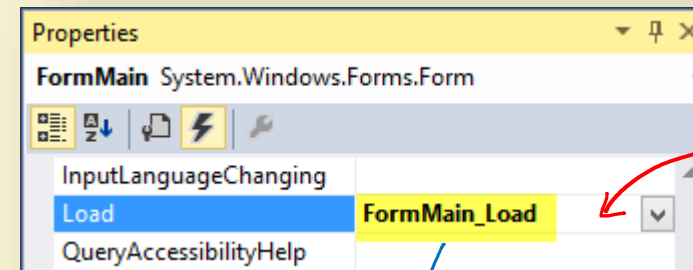 Properties
FormMain System.Windows.Forms.Form
InputLanguageChanging
Load FormMain_Load
QueryAccessibilityHelp